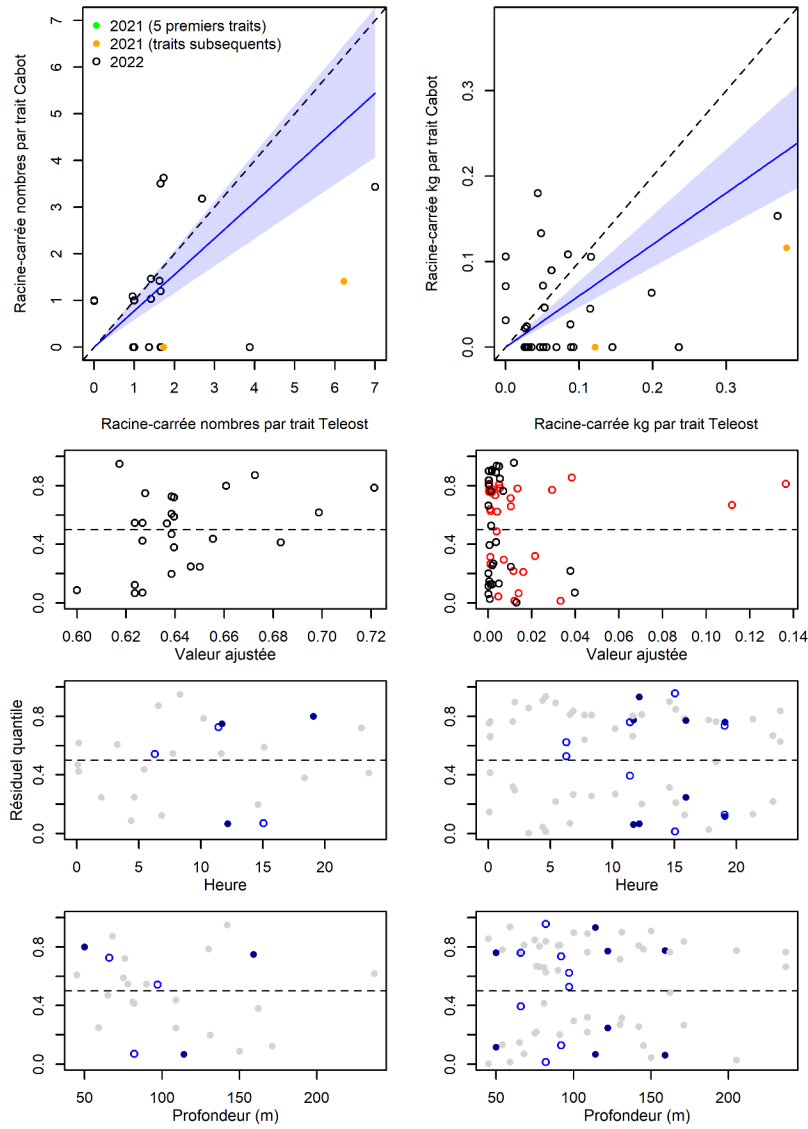 2021 (5 premiers traits)
2021 (traits subsequents)
2022
Racine-carrée nombres par trait Cabot
0 1 2 3 4 5 6 7
0 1 2 3 4 5 6 7
Racine-carrée nombres par trait Teleost
Racine-carrée kg par trait Cabot
0.0 0.1 0.2 0.3
0.0 0.1 0.2 0.3
Racine-carrée kg par trait Teleost
0.0 0.4 0.8
0.60 0.62 0.64 0.66 0.68 0.70 0.72
Valeur ajustée
0.0 0.4 0.8
0.00 0.02 0.04 0.06 0.08 0.10 0.12 0.14
Valeur ajustée
Résiduel quantile
0.0 0.4 0.8
0 5 10 15 20
Heure
0.0 0.4 0.8
0 5 10 15 20
Heure
0.0 0.4 0.8
50 100 150 200
Profondeur (m)
0.0 0.4 0.8
50 100 150 200
Profondeur (m)